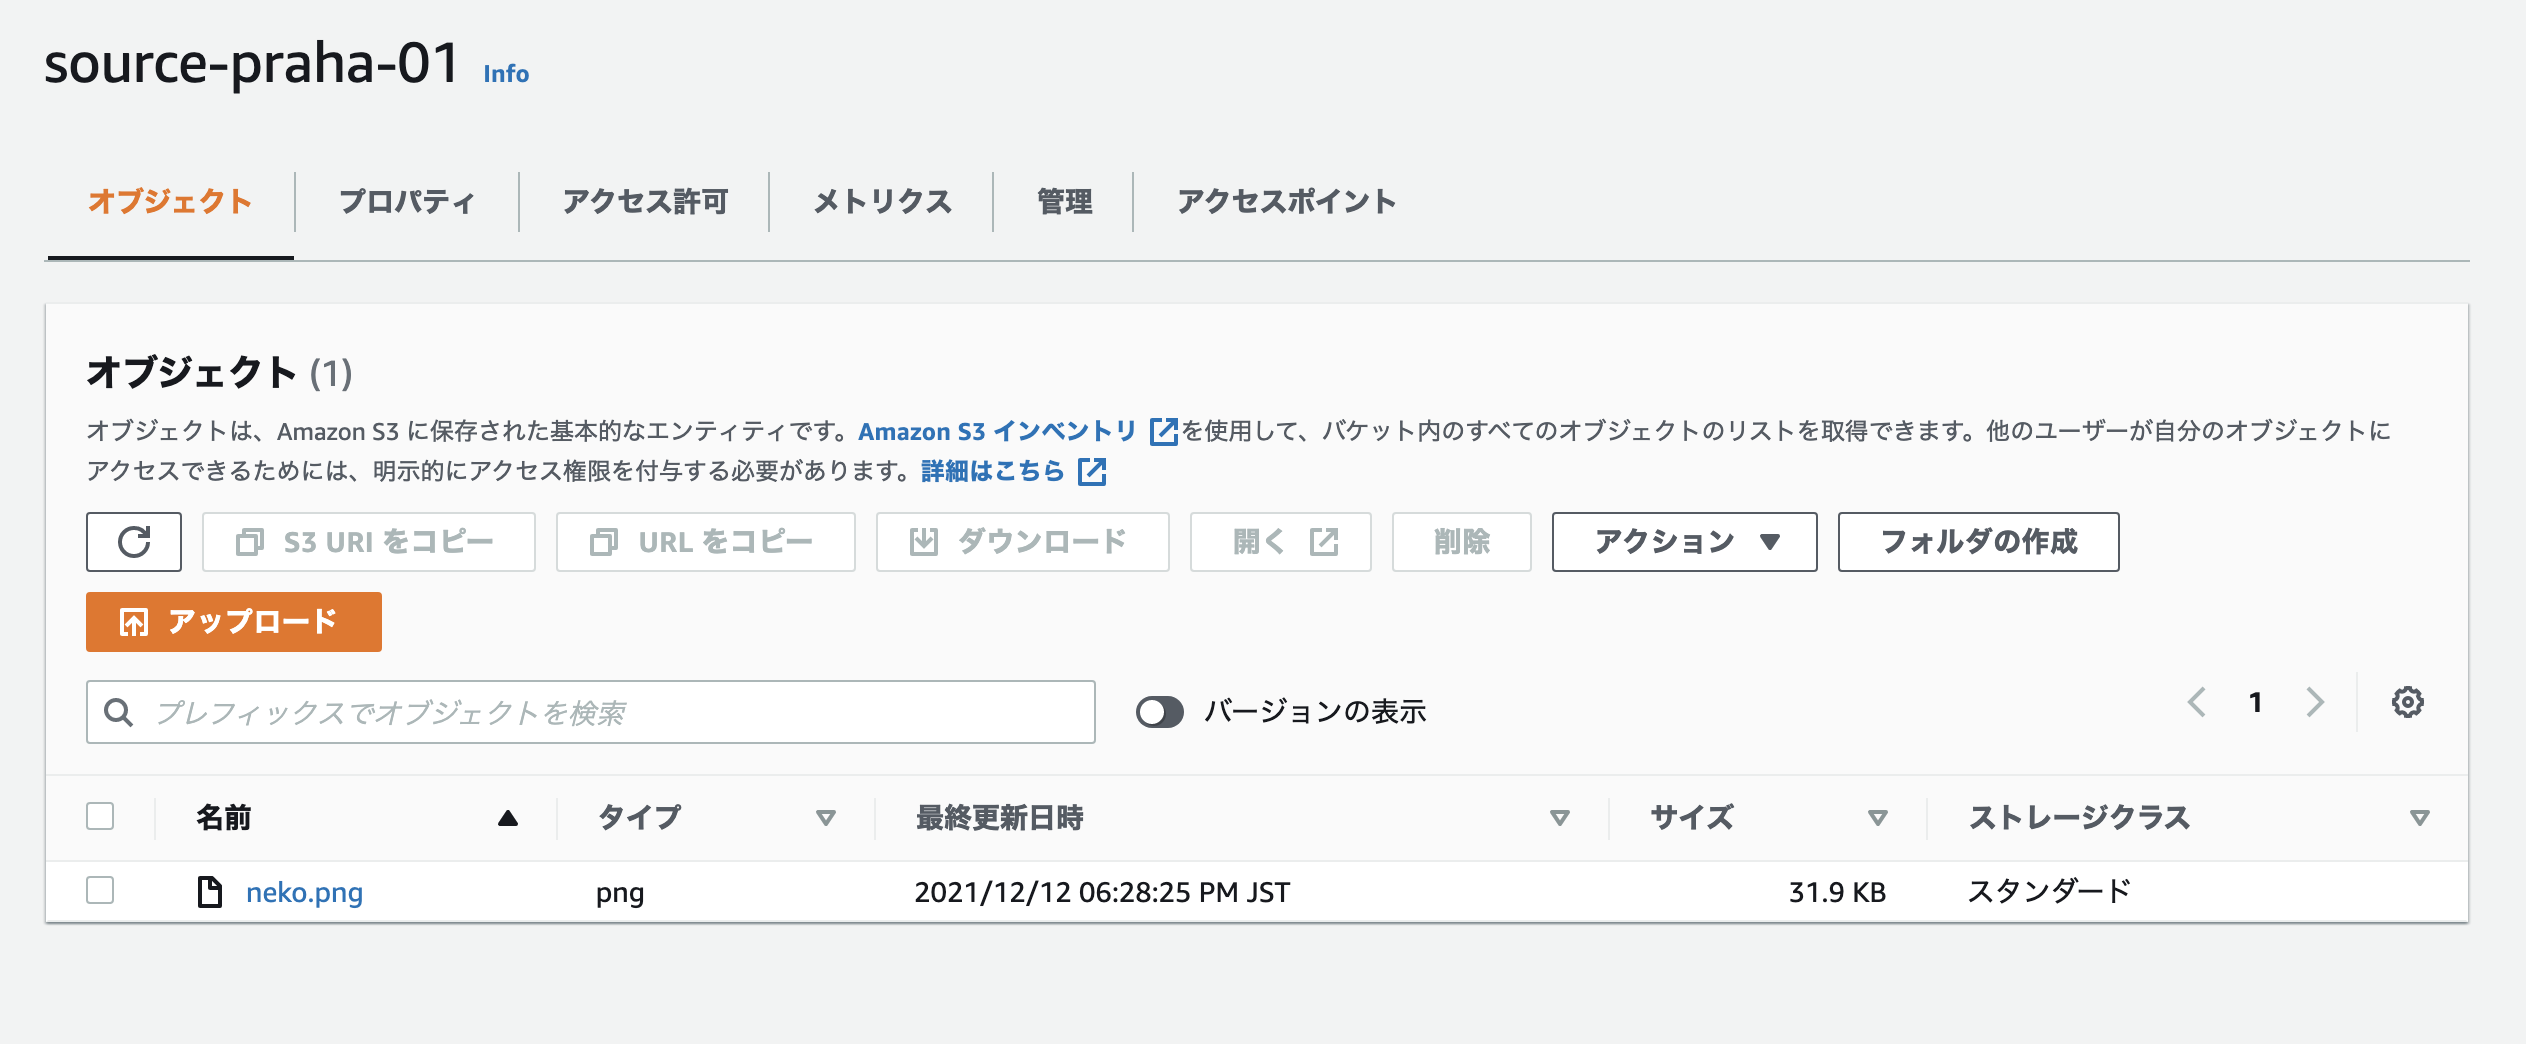 source-praha-01 Info
オブジェクト プロパティ アクセス許可 メトリクス 管理 アクセスポイント
オブジェクト (1)
オブジェクトは、Amazon S3 に保存された基本的なエンティティです。Amazon S3 インベントリ を使用して、バケット内のすべてのオブジェクトのリストを取得できます。他のユーザーが自分のオブジェクトに
アクセスできるためには、明示的にアクセス権限を付与する必要があります。詳細はこちら
S3 URI をコピー URL をコピー ダウンロード 開く 削除 アクション フォルダの作成
アップロード
プレフィックスでオブジェクトを検索 バージョンの表示 1
名前 タイプ 最終更新日時 サイズ ストレージクラス
neko.png png 2021/12/12 06:28:25 PM JST 31.9 KB スタンダード